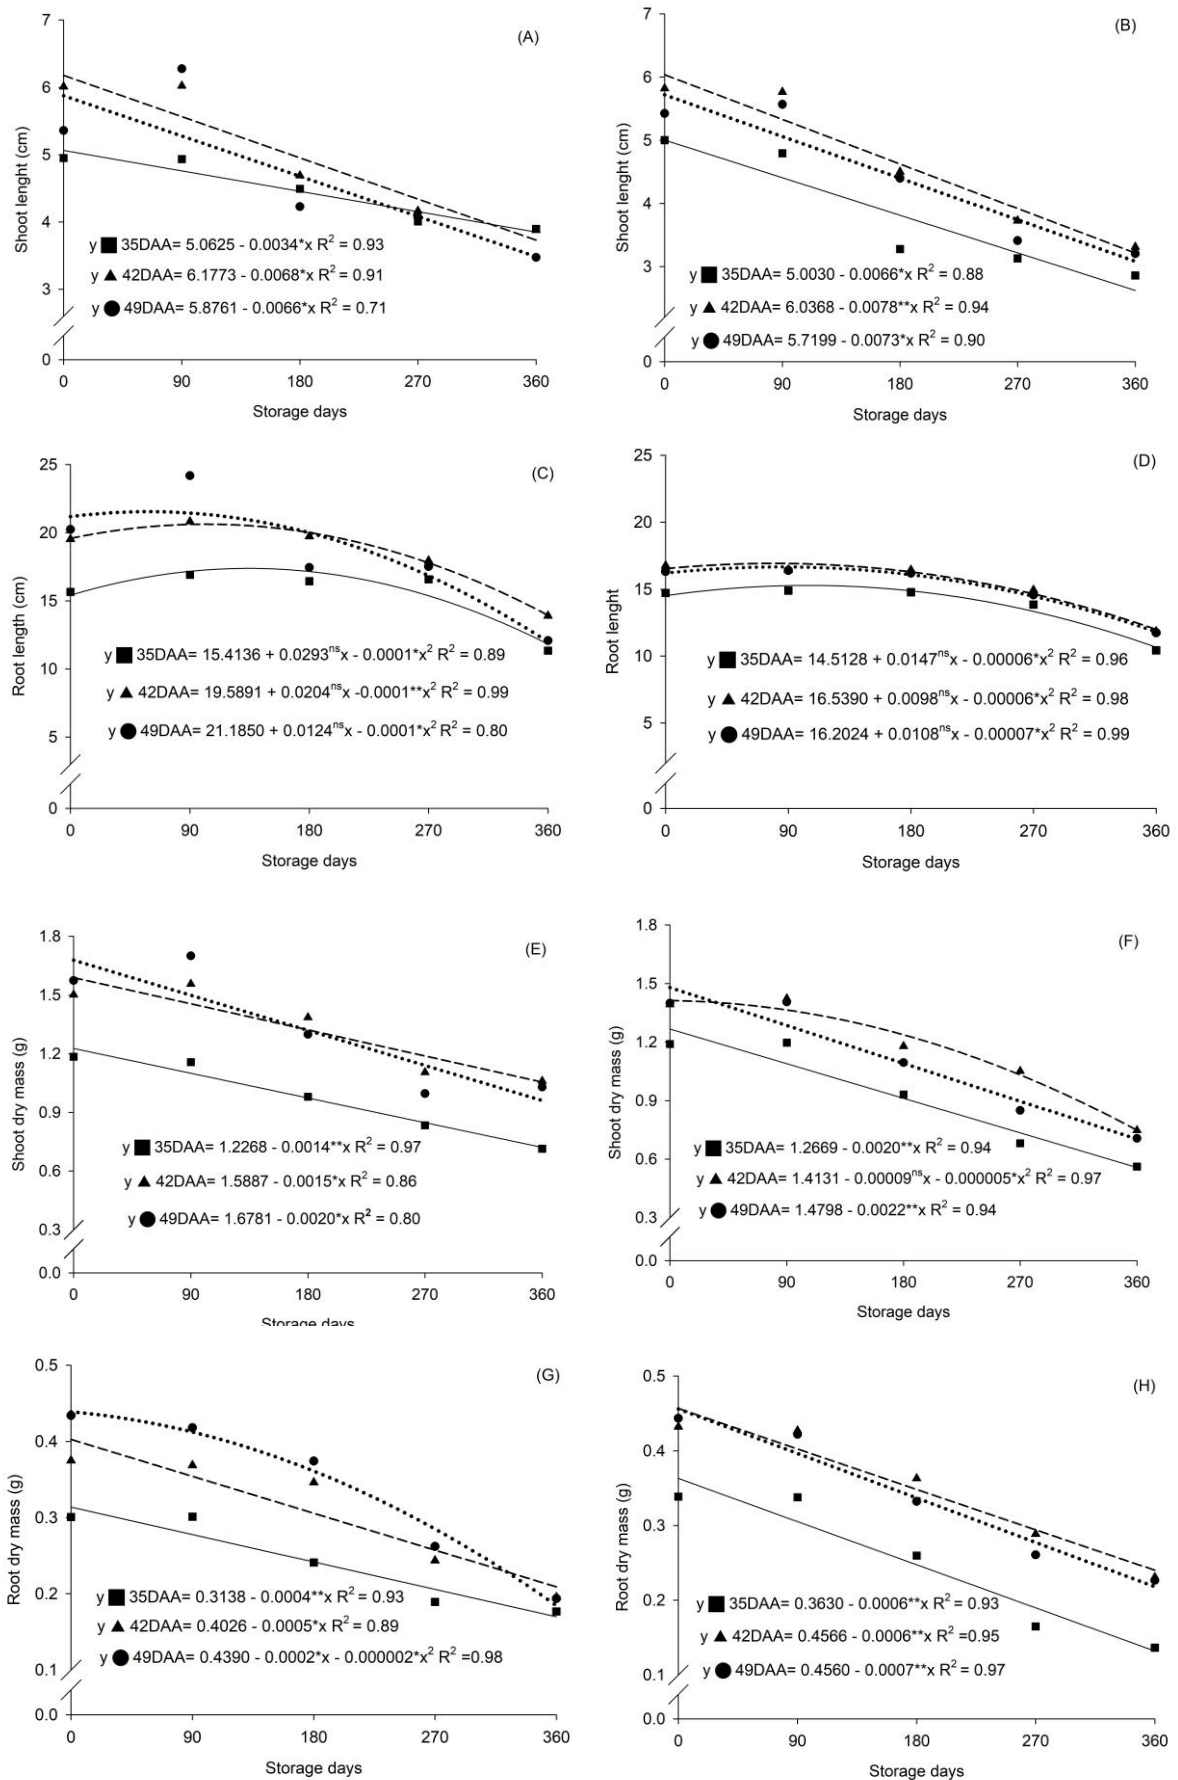 (A)
7
6
5
4
3
0
Shoot lenght (cm)
y ■ 35DAA= 5.0625 - 0.0034*x R² = 0.93
y ▲ 42DAA= 6.1773 - 0.0068*x R² = 0.91
y ● 49DAA= 5.8761 - 0.0066*x R² = 0.71
0 90 180 270 360
Storage days
(B)
7
6
5
4
3
0
Shoot lenght (cm)
y ■ 35DAA= 5.0030 - 0.0066*x R² = 0.88
y ▲ 42DAA= 6.0368 - 0.0078**x R² = 0.94
y ● 49DAA= 5.7199 - 0.0073*x R² = 0.90
0 90 180 270 360
Storage days
(C)
25
20
15
10
5
0
Root length (cm)
y ■ 35DAA= 15.4136 + 0.0293ⁿˢx - 0.0001*x² R² = 0.89
y ▲ 42DAA= 19.5891 + 0.0204ⁿˢx -0.0001**x² R² = 0.99
y ● 49DAA= 21.1850 + 0.0124ⁿˢx - 0.0001*x² R² = 0.80
0 90 180 270 360
Storage days
(D)
25
20
15
10
5
0
Root lenght
y ■ 35DAA= 14.5128 + 0.0147ⁿˢx - 0.00006*x² R² = 0.96
y ▲ 42DAA= 16.5390 + 0.0098ⁿˢx - 0.00006*x² R² = 0.98
y ● 49DAA= 16.2024 + 0.0108ⁿˢx - 0.00007*x² R² = 0.99
0 90 180 270 360
Storage days
(E)
1.8
1.5
1.2
0.9
0.6
0.3
0.0
Shoot dry mass (g)
y ■ 35DAA= 1.2268 - 0.0014**x R² = 0.97
y ▲ 42DAA= 1.5887 - 0.0015*x R² = 0.86
y ● 49DAA= 1.6781 - 0.0020*x R² = 0.80
0 90 180 270 360
Storage days
(F)
1.8
1.5
1.2
0.9
0.6
0.3
0.0
Shoot dry mass (g)
y ■ 35DAA= 1.2669 - 0.0020**x R² = 0.94
y ▲ 42DAA= 1.4131 - 0.00009ⁿˢx - 0.000005*x² R² = 0.97
y ● 49DAA= 1.4798 - 0.0022**x R² = 0.94
0 90 180 270 360
Storage days
(G)
0.5
0.4
0.3
0.2
0.1
0.0
Root dry mass (g)
y ■ 35DAA= 0.3138 - 0.0004**x R² = 0.93
y ▲ 42DAA= 0.4026 - 0.0005*x R² = 0.89
y ● 49DAA= 0.4390 - 0.0002*x - 0.000002*x² R² =0.98
0 90 180 270 360
Storage days
(H)
0.5
0.4
0.3
0.2
0.1
0.0
Root dry mass (g)
y ■ 35DAA= 0.3630 - 0.0006**x R² = 0.93
y ▲ 42DAA= 0.4566 - 0.0006**x R² =0.95
y ● 49DAA= 0.4560 - 0.0007**x R² = 0.97
0 90 180 270 360
Storage days